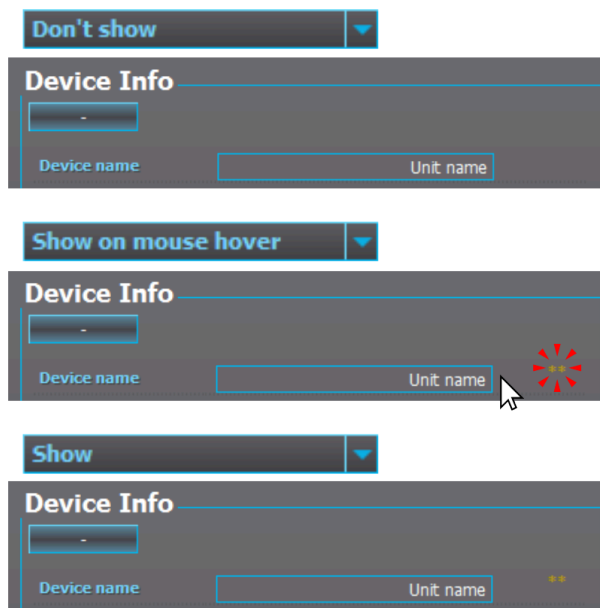 Don't show
Device Info
-
Device name Unit name
Show on mouse hover
Device Info
-
Device name Unit name **
Show
Device Info
-
Device name Unit name **